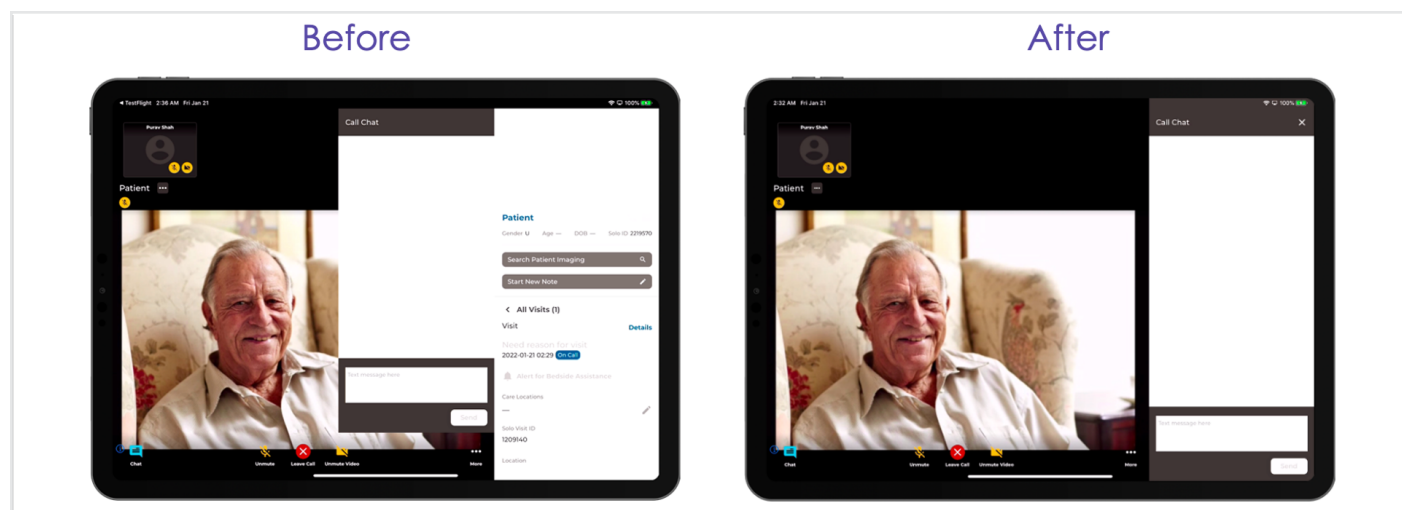 Before
After
TestFlight 2:36 AM Fri Jan 21
100%
Purav Shah
Call Chat
Patient
Patient
Gender U Age — DOB — Solo ID 2219570
Search Patient Imaging
Start New Note
All Visits (1)
Visit Details
Need reason for visit
2022-01-21 02:29 On Call
Alert for Bedside Assistance
Care Locations
—
Solo Visit ID
1209140
Location
Text message here
Send
Chat
Unmute
Leave Call
Unmute Video
More
2:32 AM Fri Jan 21
100%
Purav Shah
Call Chat
Patient
Text message here
Send
Chat
Unmute
Leave Call
Unmute Video
More